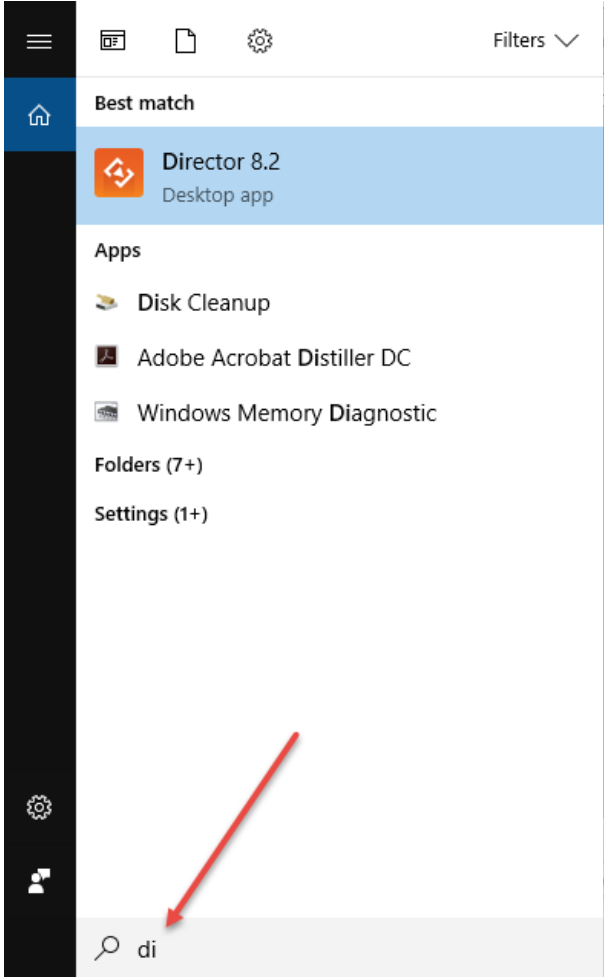 Filters
Best match
Director 8.2
Desktop app
Apps
Disk Cleanup
Adobe Acrobat Distiller DC
Windows Memory Diagnostic
Folders (7+)
Settings (1+)
di